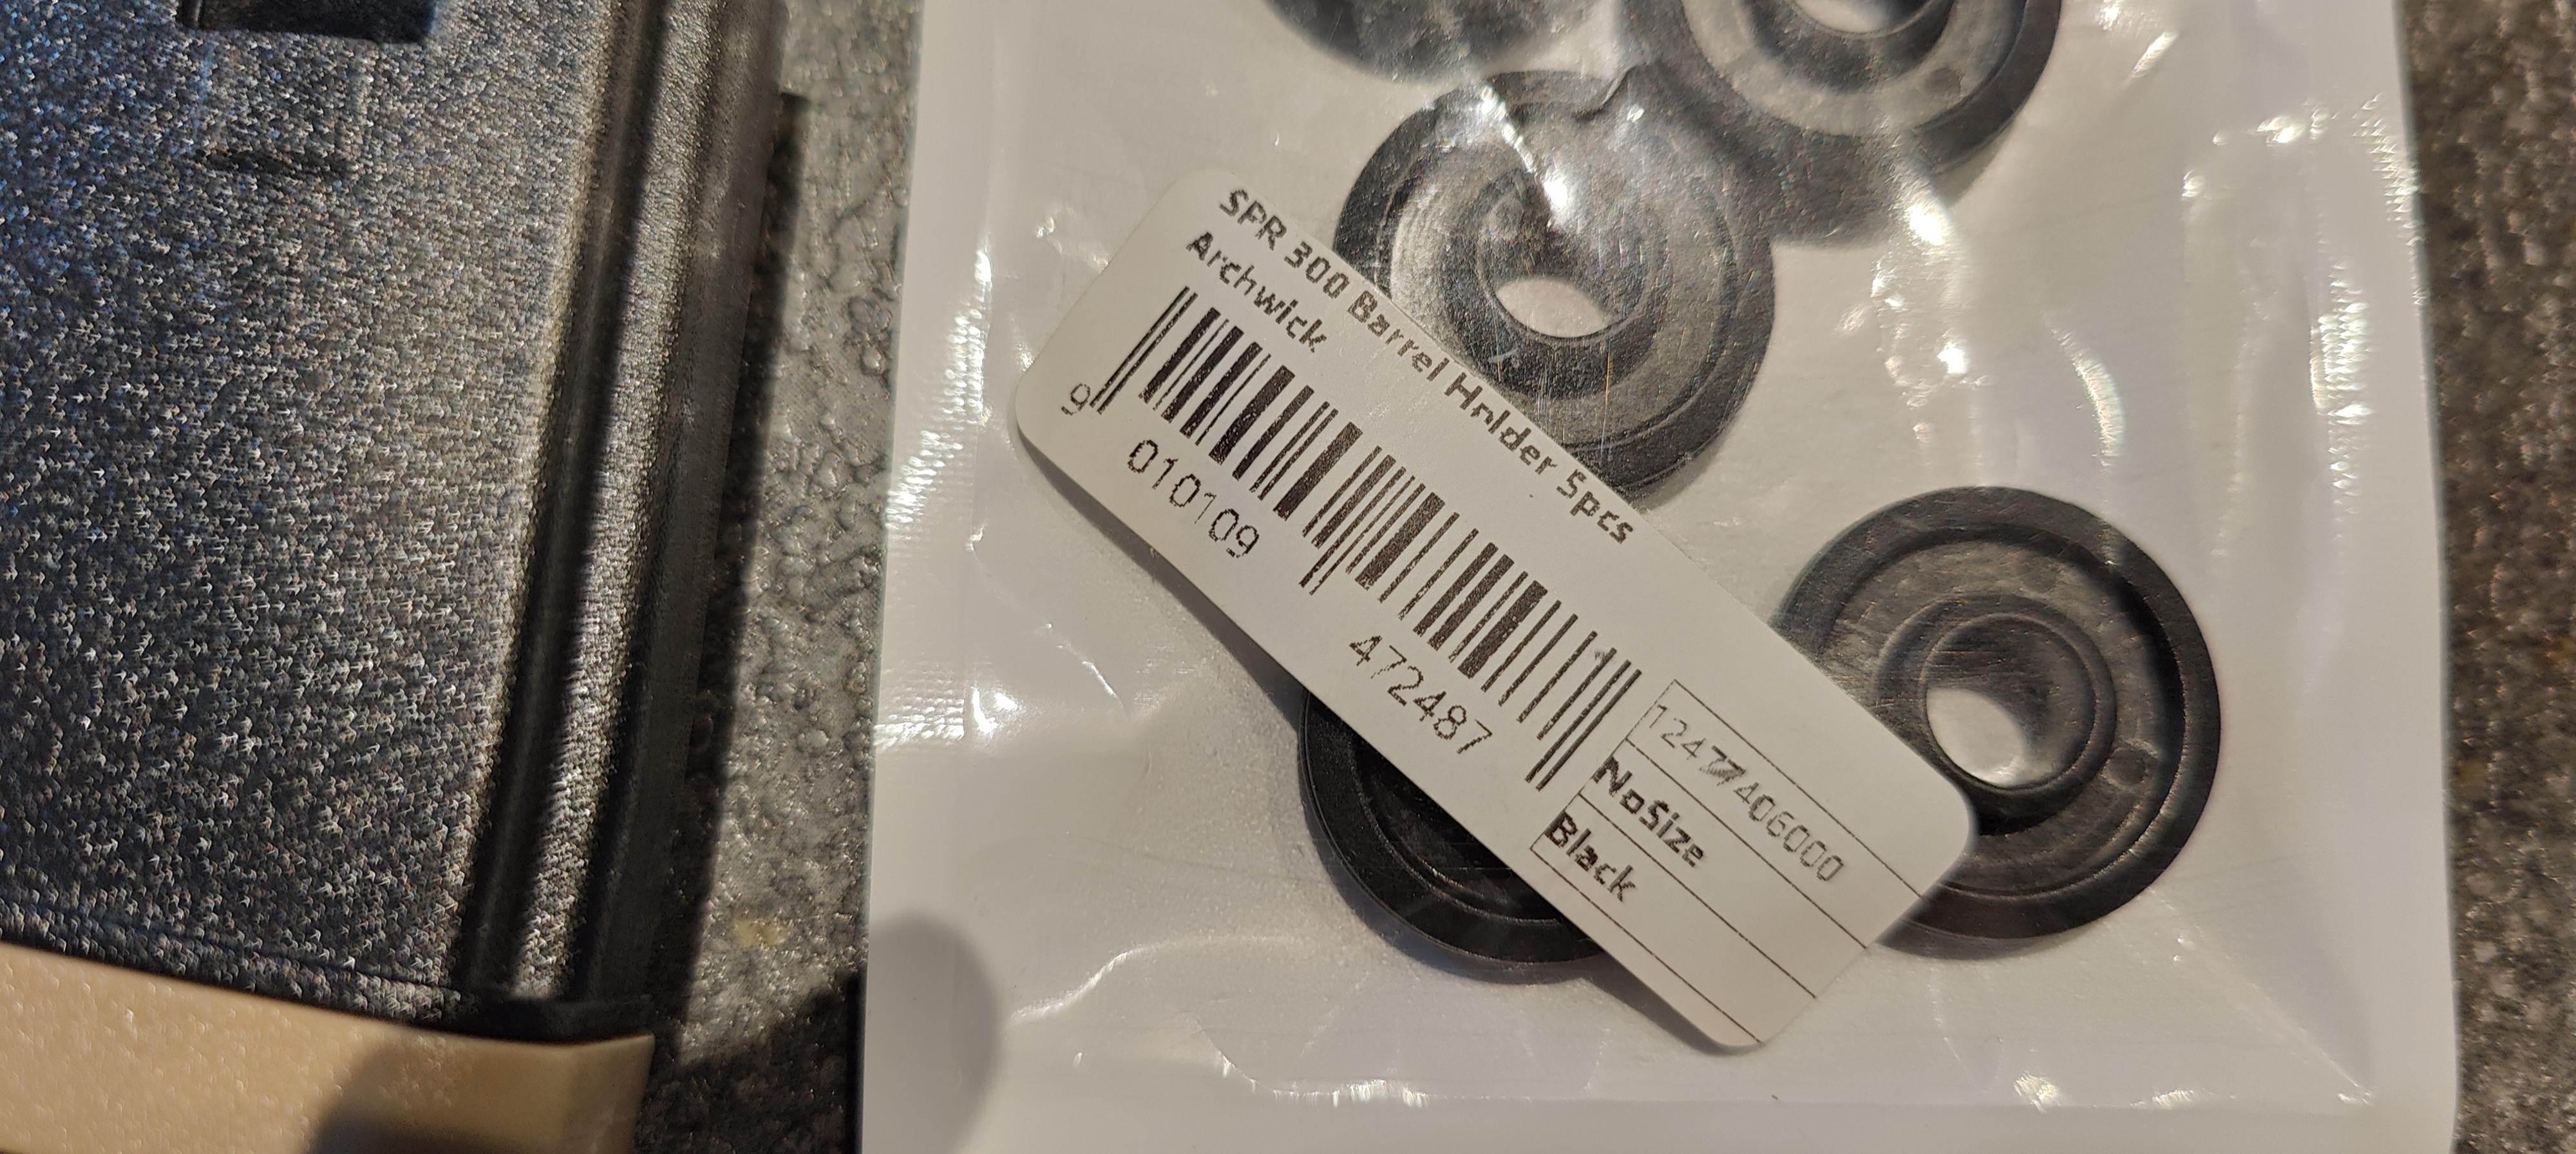 SPR 300 Barrel Holder 5pcs
Archwick
9 010109 472487
NoSize
Black